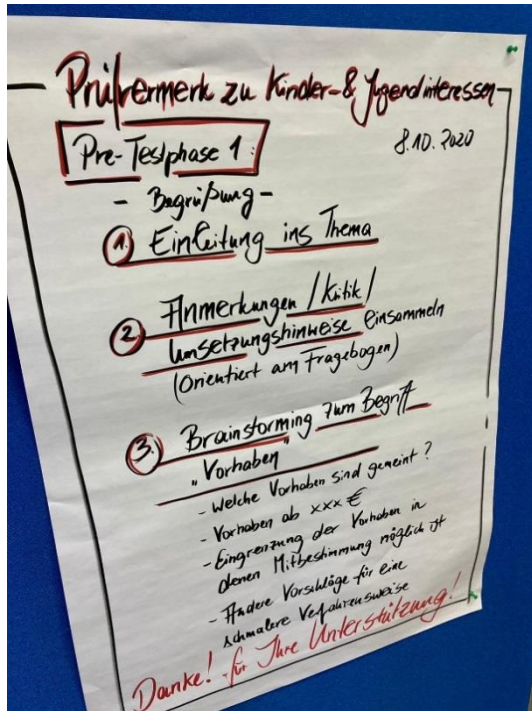 Prüfvermerk zu Kinder- & Jugendinteressen
Pre-Testphase 1:
8.10.2020
- Begrüßung -
1. Einleitung ins Thema
2. Anmerkungen / Kritik /
Umsetzungshinweise einsammeln
(Orientiert am Fragebogen)
3. Brainstorming zum Begriff
"Vorhaben"
- Welche Vorhaben sind gemeint?
- Vorhaben ab xxx €
- Eingrenzung der Vorhaben in
denen Mitbestimmung möglich ist
- Andere Vorschläge für eine
schmalere Verfahrensweise
Danke! für Ihre Unterstützung!